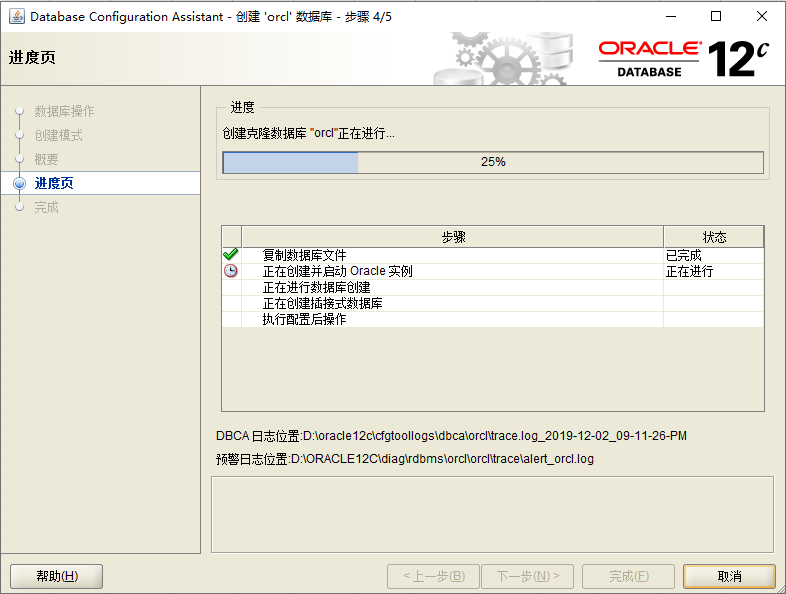 Database Configuration Assistant - 创建 'orcl' 数据库 - 步骤 4/5
进度页
ORACLE
DATABASE
12c
数据库操作
创建模式
概要
进度页
完成
进度
创建克隆数据库 "orcl"正在进行...
25%
步骤 状态
复制数据库文件 已完成
正在创建并启动 Oracle 实例 正在进行
正在进行数据库创建
正在创建插接式数据库
执行配置后操作
DBCA 日志位置:D:\oracle12c\cfgtoollogs\dbca\orcl\trace.log_2019-12-02_09-11-26-PM
预警日志位置:D:\ORACLE12C\diag\rdbms\orcl\orcl\trace\alert_orcl.log
帮助(H) < 上一步(B) 下一步(N) > 完成(F) 取消